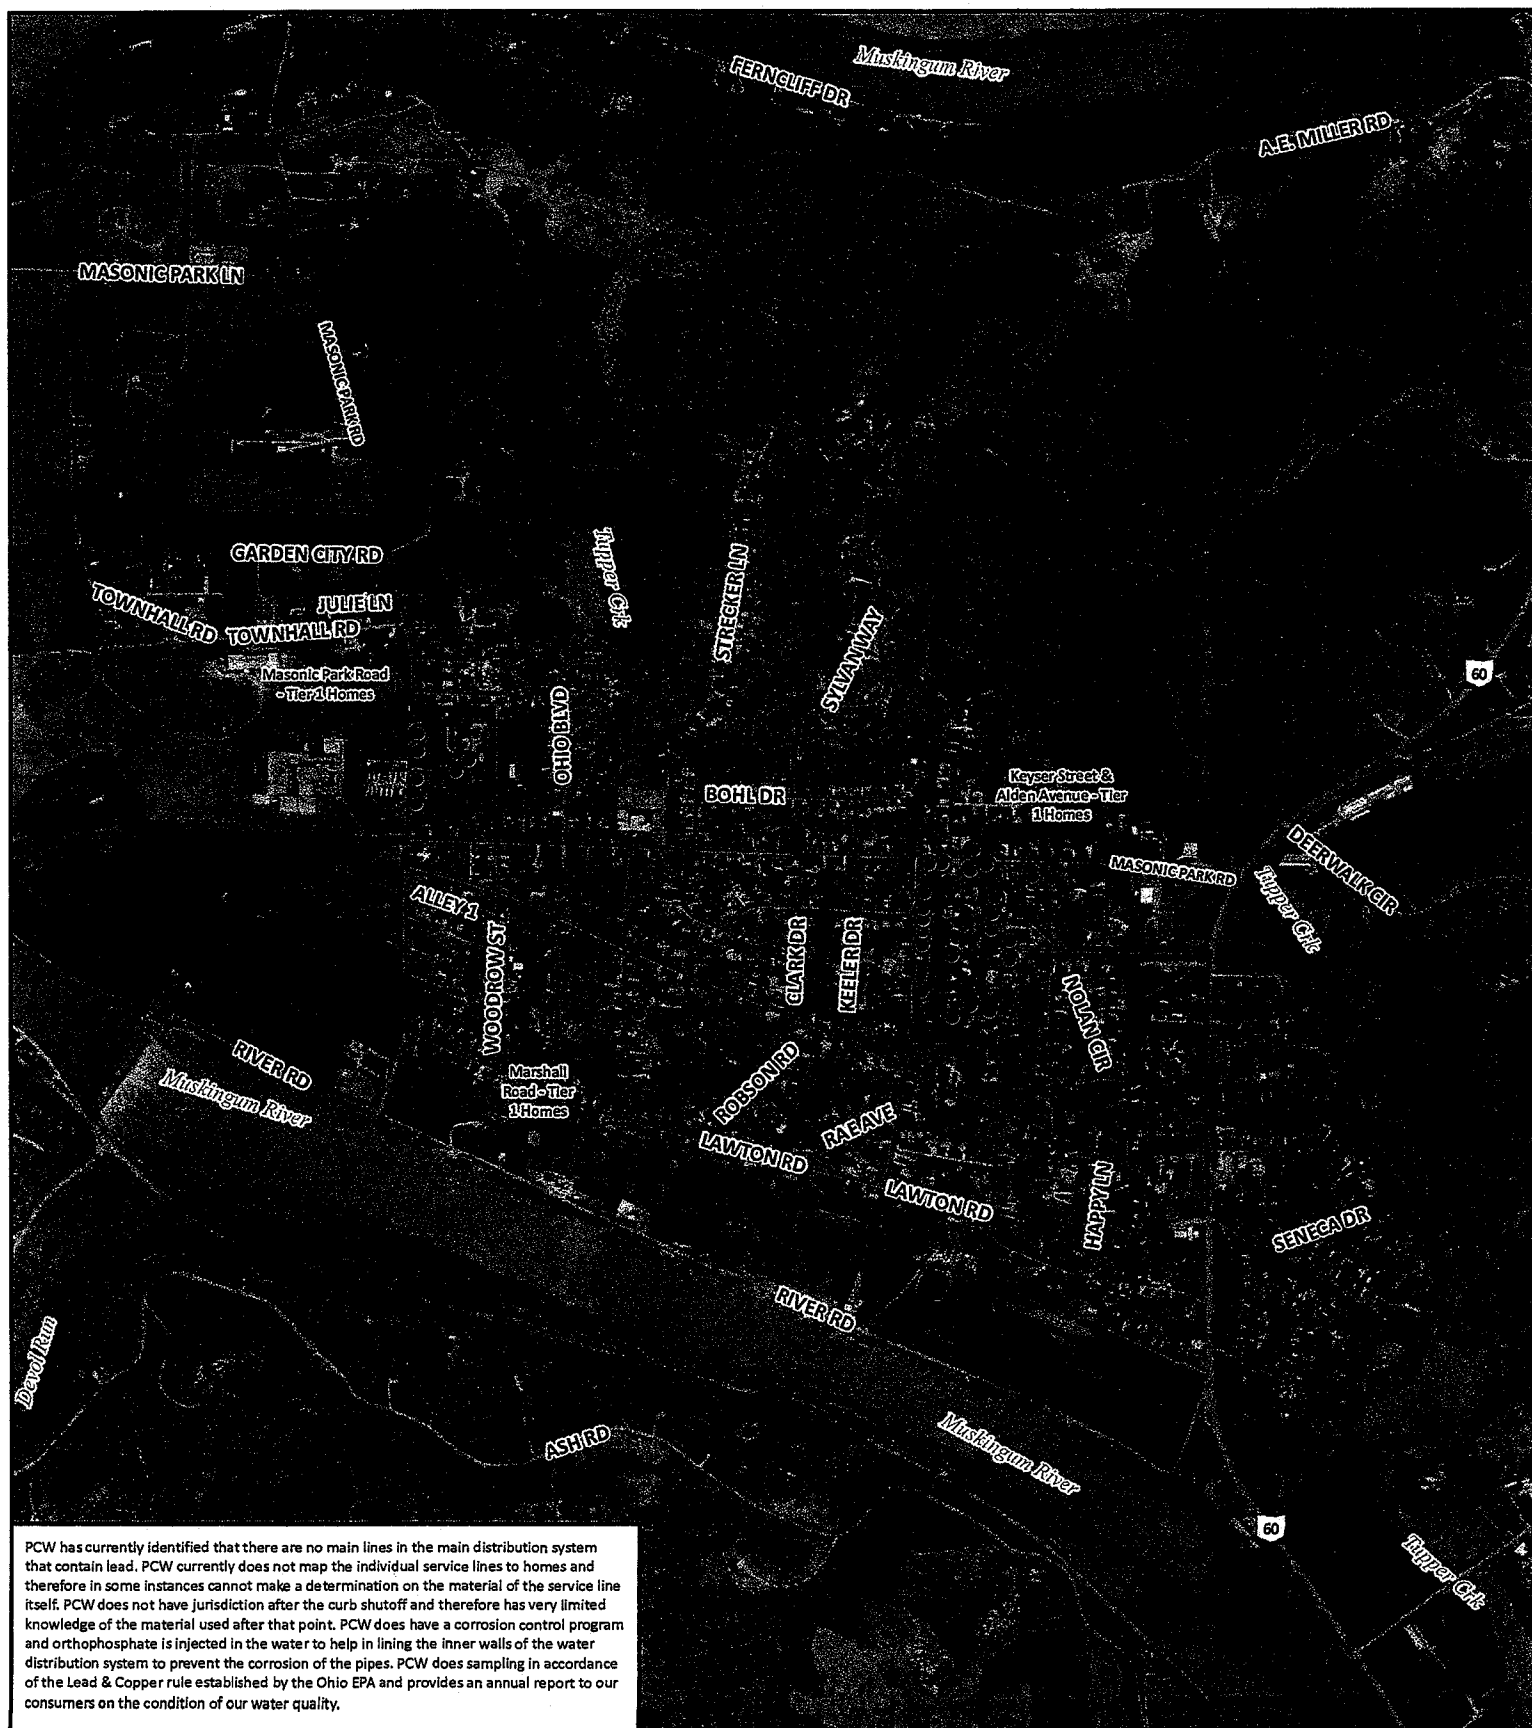 Muskingum River
FERNCLIFF DR
A.E. MILLER RD
MASONIC PARK LN
MASONIC PARK RD
GARDEN CITY RD
Tupper Crk
STRECKER LN
TOWNHALL RD
JULIE LN
TOWNHALL RD
SYLVAN WAY
Masonic Park Road
- Tier 1 Homes
60
OHIO BLVD
BOHL DR
Keyser Street &
Alden Avenue - Tier
1 Homes
MASONIC PARK RD
DEERWALK CIR
Tupper Crk
ALLEY 1
WOODROW ST
CLARK DR
KEELER DR
NOLAN CIR
RIVER RD
Muskingum River
Marshall
Road - Tier
1 Homes
ROBSON RD
RAE AVE
LAWTON RD
LAWTON RD
HAPPY LN
SENECA DR
RIVER RD
Devol Run
ASH RD
Muskingum River
60
Tupper Crk
PCW has currently identified that there are no main lines in the main distribution system
that contain lead. PCW currently does not map the individual service lines to homes and
therefore in some instances cannot make a determination on the material of the service line
itself. PCW does not have jurisdiction after the curb shutoff and therefore has very limited
knowledge of the material used after that point. PCW does have a corrosion control program
and orthophosphate is injected in the water to help in lining the inner walls of the water
distribution system to prevent the corrosion of the pipes. PCW does sampling in accordance
of the Lead & Copper rule established by the Ohio EPA and provides an annual report to our
consumers on the condition of our water quality.